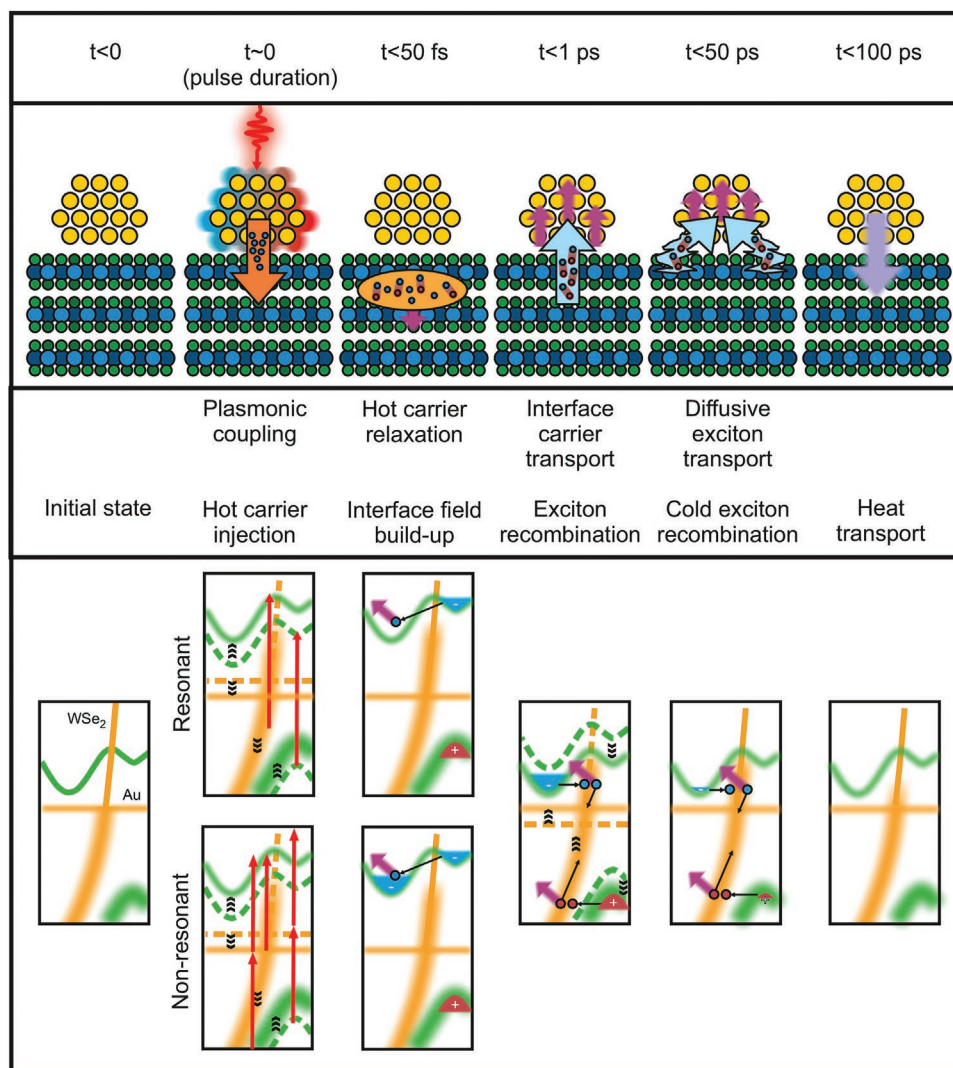 t<0
t~0
(pulse duration)
t<50 fs
t<1 ps
t<50 ps
t<100 ps
Initial state
Plasmonic
coupling
Hot carrier
injection
Hot carrier
relaxation
Interface field
build-up
Interface
carrier
transport
Exciton
recombination
Diffusive
exciton
transport
Cold exciton
recombination
Heat
transport
Resonant
Non-resonant
WSe₂
Au